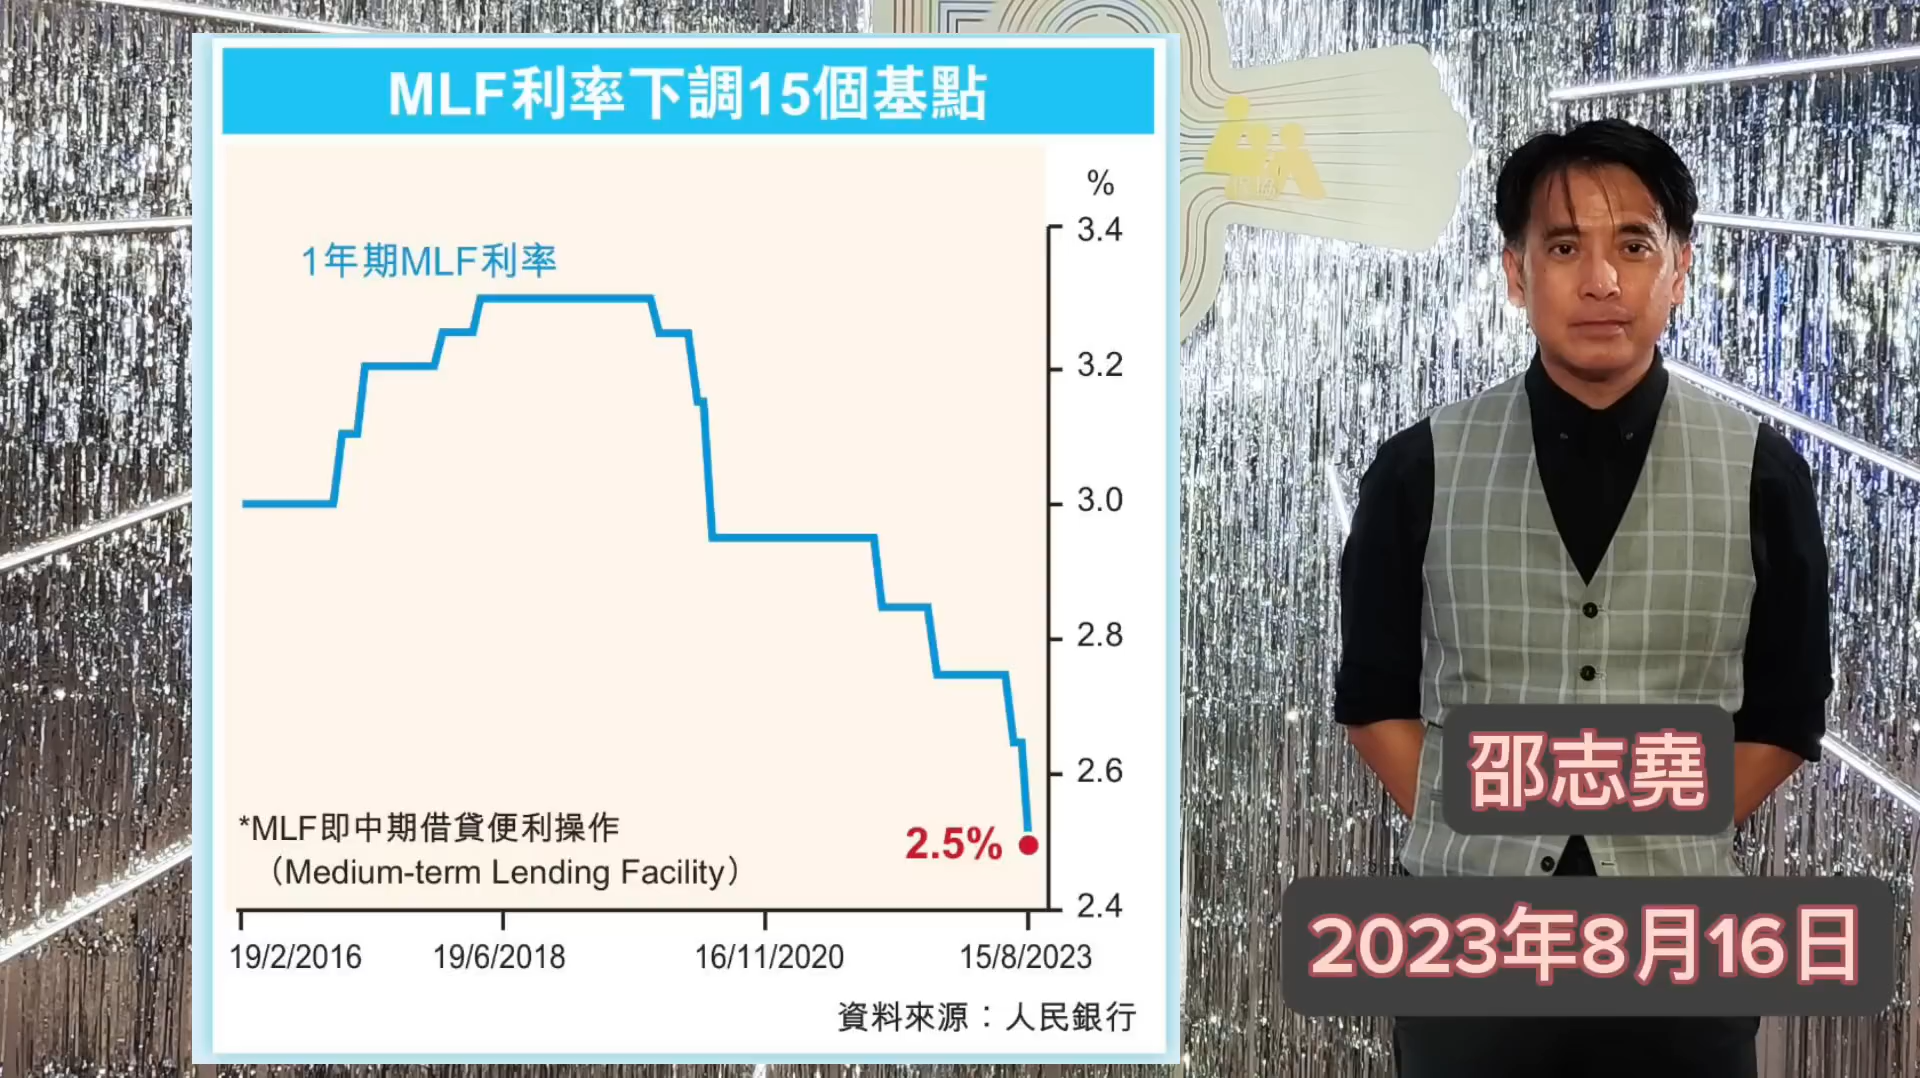 MLF利率下調15個基點
%
3.4
1年期MLF利率
3.2
3.0
2.8
2.6
2.5%
2.4
*MLF即中期借貸便利操作
（Medium-term Lending Facility）
19/2/2016
19/6/2018
16/11/2020
15/8/2023
資料來源：人民銀行
邵志堯
2023年8月16日